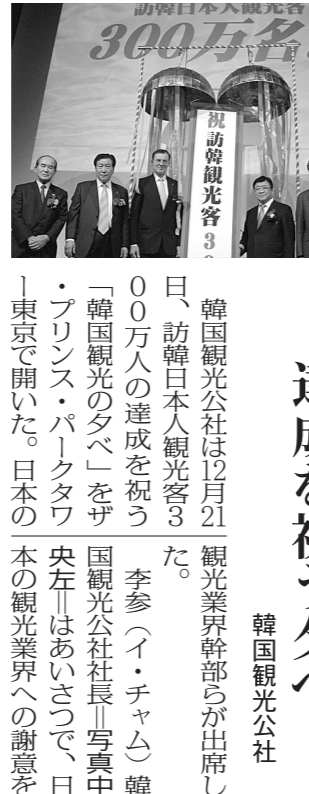 訪韓日本人観光客
300万名
祝訪韓観光客3
達成を祝う夕べ
韓国観光公社
韓国観光公社は12月21
日、訪韓日本人観光客3
00万人の達成を祝う
「韓国観光の夕べ」をザ
・プリンス・パークタワ
ー東京で開いた。日本の
観光業界幹部らが出席し
た。
李参（イ・チャム）韓
国観光公社社長＝写真中
央左＝はあいさつで、日
本の観光業界への謝意を